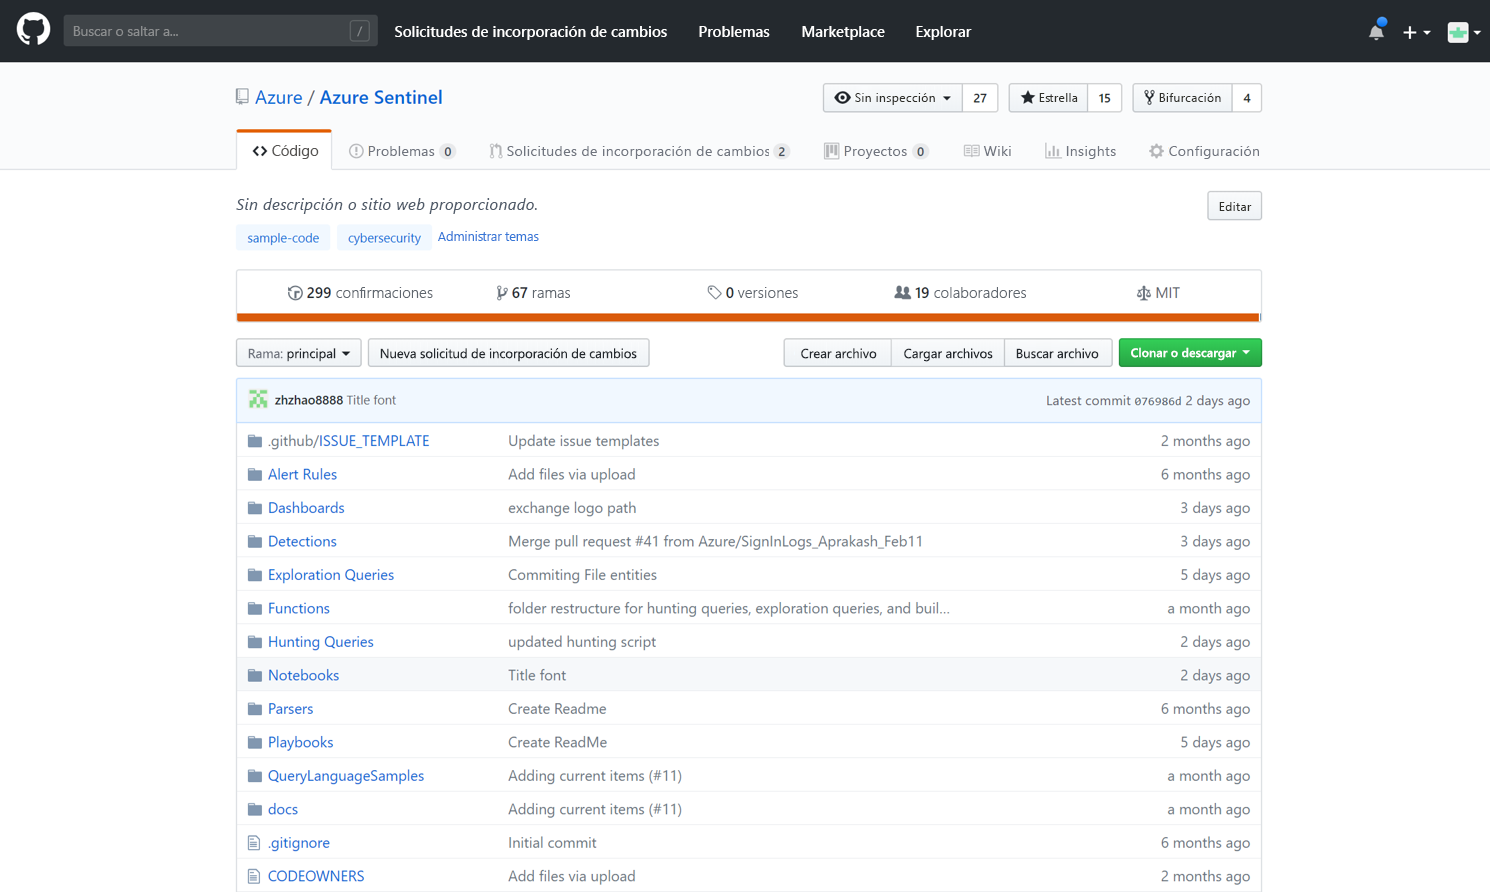 Buscar o saltar a... / Solicitudes de incorporación de cambios Problemas Marketplace Explorar
Azure / Azure Sentinel Sin inspección 27 Estrella 15 Bifurcación 4
Código Problemas 0 Solicitudes de incorporación de cambios 2 Proyectos 0 Wiki Insights Configuración
Sin descripción o sitio web proporcionado. Editar
sample-code cybersecurity Administrar temas
299 confirmaciones 67 ramas 0 versiones 19 colaboradores MIT
Rama: principal Nueva solicitud de incorporación de cambios Crear archivo Cargar archivos Buscar archivo Clonar o descargar
zhzhao8888 Title font Latest commit 076986d 2 days ago
.github/ISSUE_TEMPLATE Update issue templates 2 months ago
Alert Rules Add files via upload 6 months ago
Dashboards exchange logo path 3 days ago
Detections Merge pull request #41 from Azure/SignInLogs_Aprakash_Feb11 3 days ago
Exploration Queries Commiting File entities 5 days ago
Functions folder restructure for hunting queries, exploration queries, and buil... a month ago
Hunting Queries updated hunting script 2 days ago
Notebooks Title font 2 days ago
Parsers Create Readme 6 months ago
Playbooks Create ReadMe 5 days ago
QueryLanguageSamples Adding current items (#11) a month ago
docs Adding current items (#11) a month ago
.gitignore Initial commit 6 months ago
CODEOWNERS Add files via upload 2 months ago